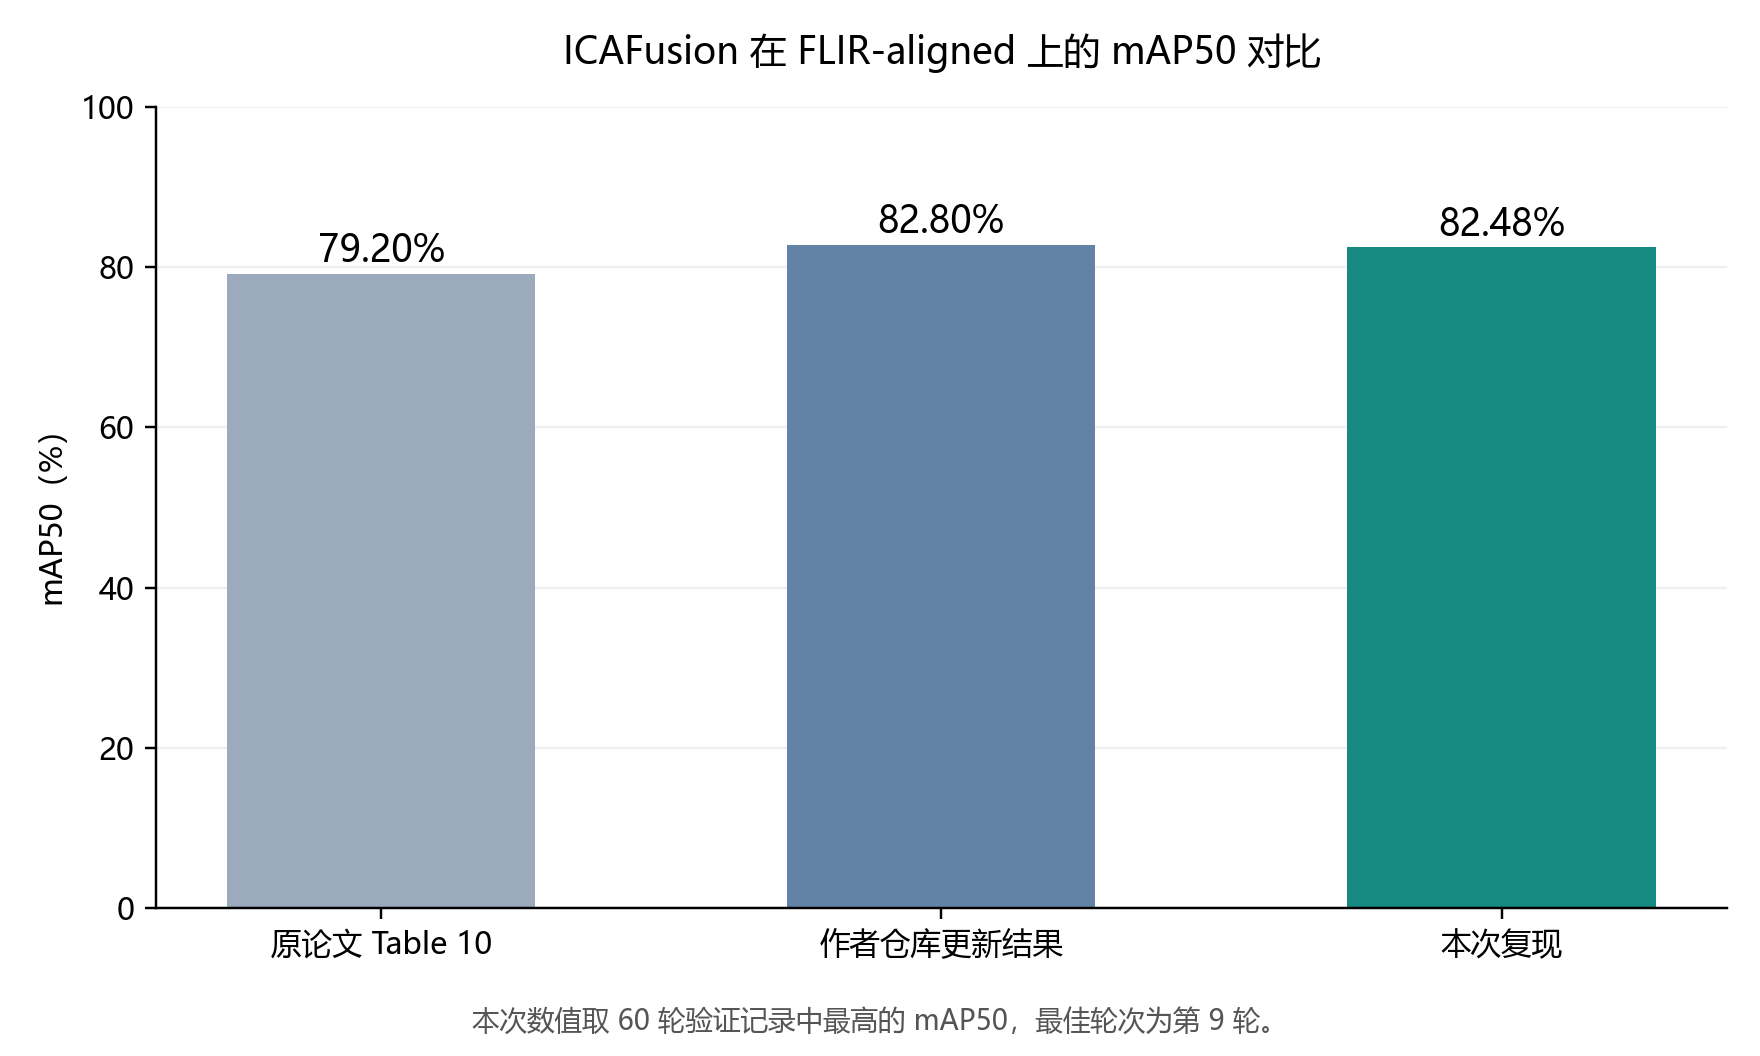 ICAFusion 在 FLIR-aligned 上的 mAP50 对比
mAP50（%）
100
80
60
40
20
0
79.20%
82.80%
82.48%
原论文 Table 10
作者仓库更新结果
本次复现
本次数值取 60 轮验证记录中最高的 mAP50，最佳轮次为第 9 轮。